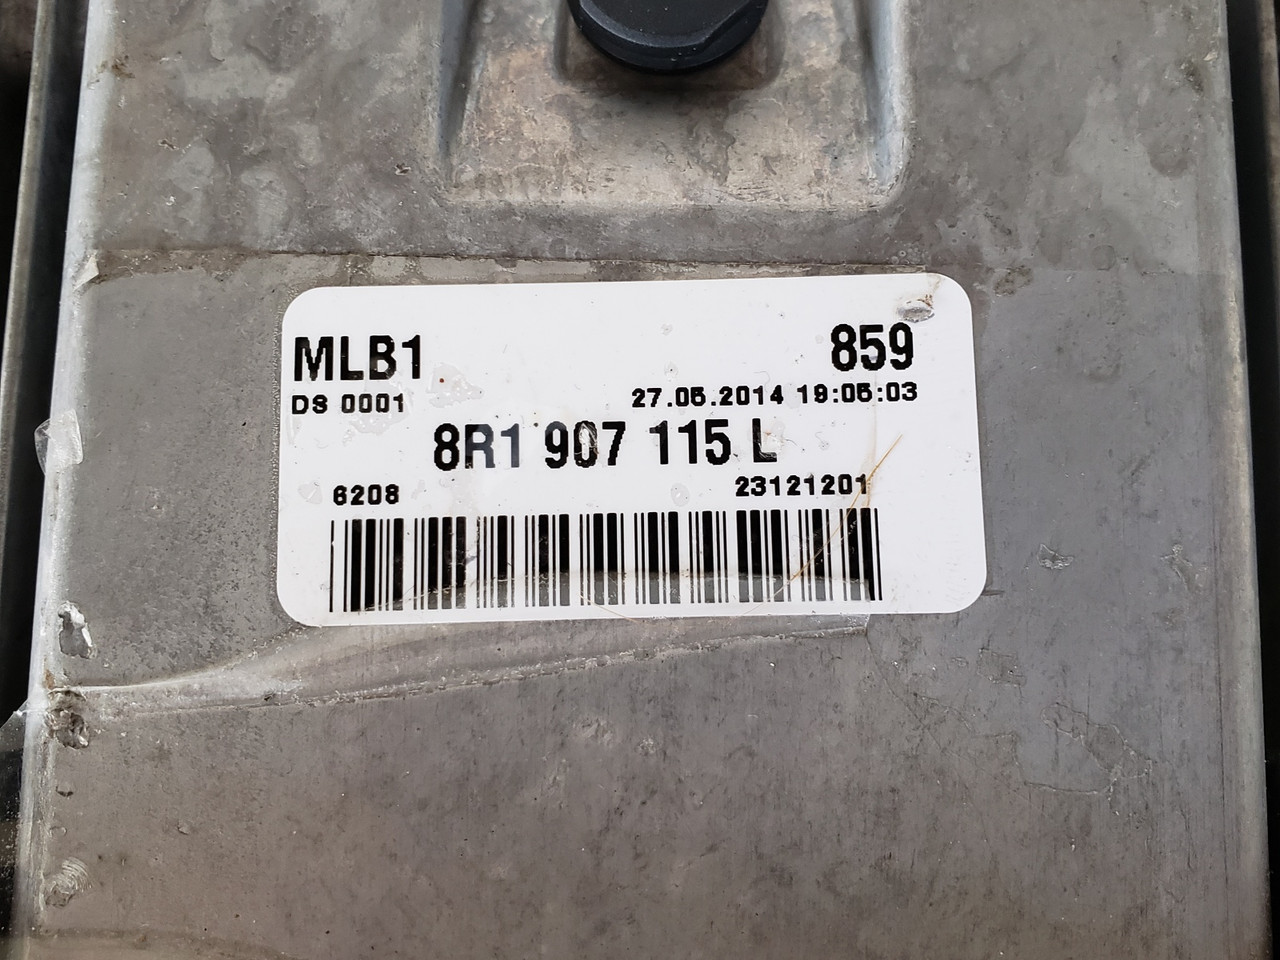 MLB1 859
DS 0001 27.05.2014 19:05:03
8R1 907 115 L
6208 23121201